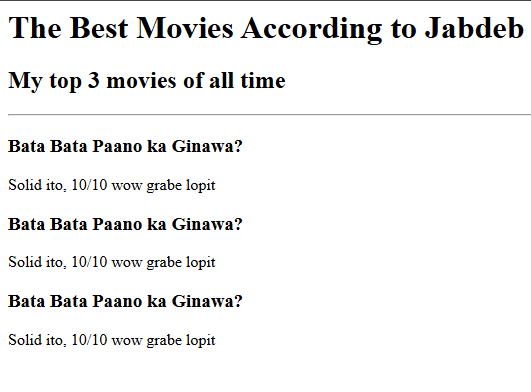 The Best Movies According to Jabdeb
My top 3 movies of all time
Bata Bata Paano ka Ginawa?
Solid ito, 10/10 wow grabe lopit
Bata Bata Paano ka Ginawa?
Solid ito, 10/10 wow grabe lopit
Bata Bata Paano ka Ginawa?
Solid ito, 10/10 wow grabe lopit